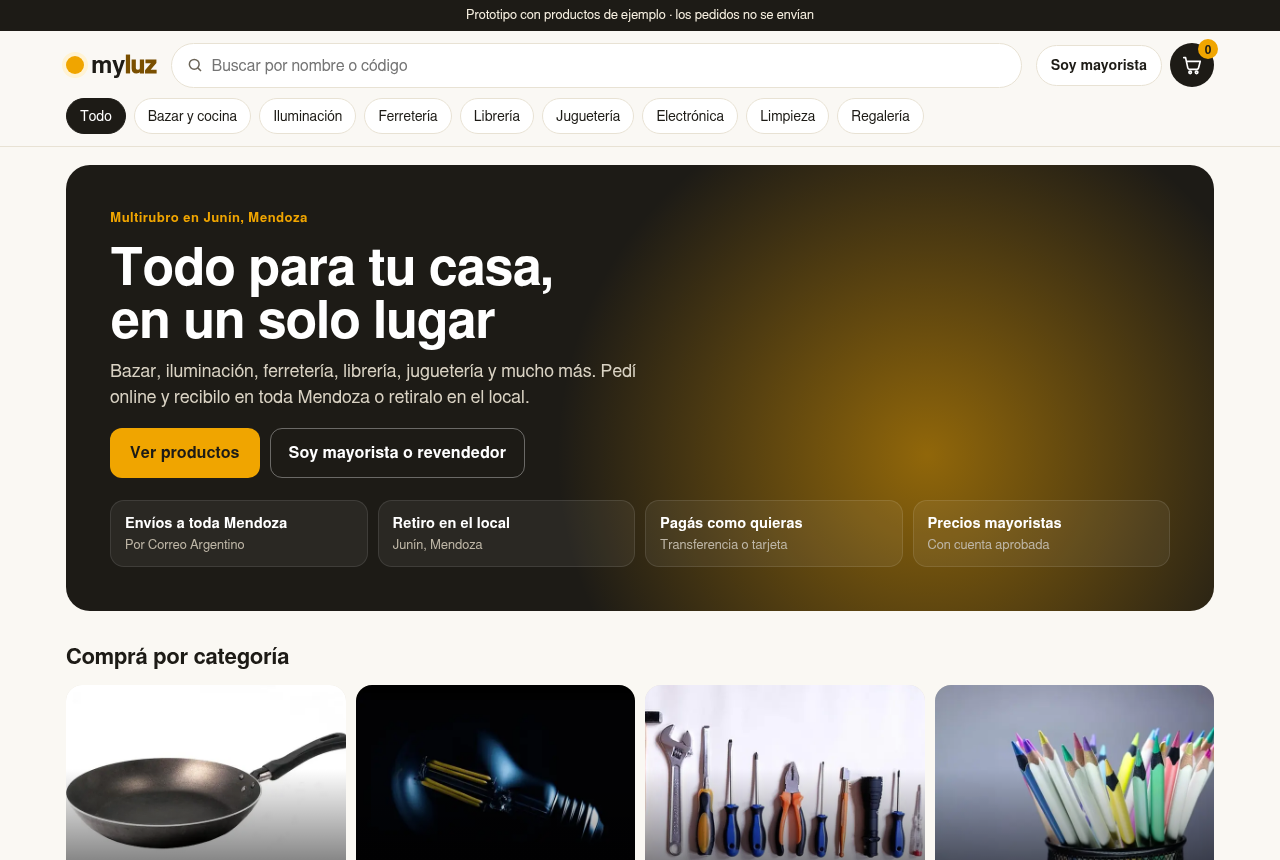 Prototipo con productos de ejemplo · los pedidos no se envían
myluz
Buscar por nombre o código
Soy mayorista
0
Todo
Bazar y cocina
Iluminación
Ferretería
Librería
Juguetería
Electrónica
Limpieza
Regalería
Multirubro en Junín, Mendoza
Todo para tu casa,
en un solo lugar
Bazar, iluminación, ferretería, librería, juguetería y mucho más. Pedí
online y recibilo en toda Mendoza o retiralo en el local.
Ver productos
Soy mayorista o revendedor
Envíos a toda Mendoza
Por Correo Argentino
Retiro en el local
Junín, Mendoza
Pagás como quieras
Transferencia o tarjeta
Precios mayoristas
Con cuenta aprobada
Comprá por categoría